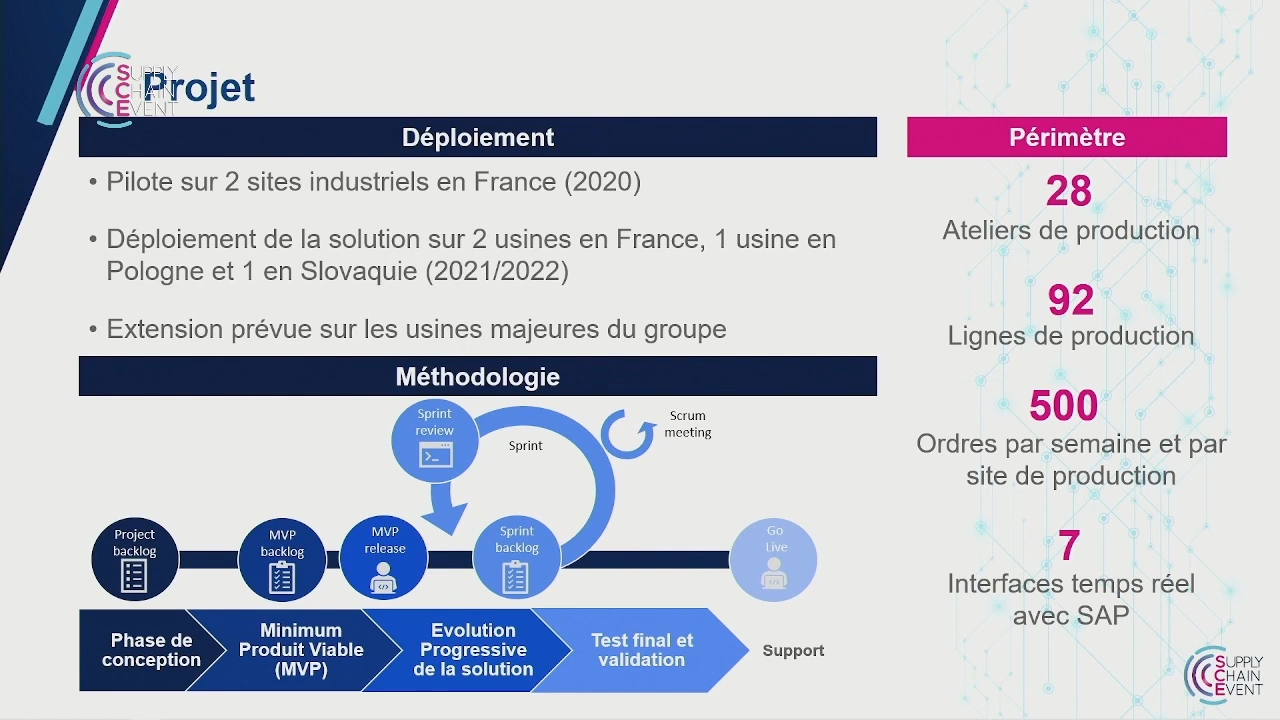 SUPPLY
CHAIN
EVENT
Projet
Déploiement
• Pilote sur 2 sites industriels en France (2020)
• Déploiement de la solution sur 2 usines en France, 1 usine en
Pologne et 1 en Slovaquie (2021/2022)
• Extension prévue sur les usines majeures du groupe
Méthodologie
Sprint
review
Sprint
Scrum
meeting
Project
backlog
MVP
backlog
MVP
release
Sprint
backlog
Go
Live
Phase de
conception
Minimum
Produit Viable
(MVP)
Evolution
Progressive
de la solution
Test final et
validation
Support
Périmètre
28
Ateliers de production
92
Lignes de production
500
Ordres par semaine et par
site de production
7
Interfaces temps réel
avec SAP
SUPPLY
CHAIN
EVENT